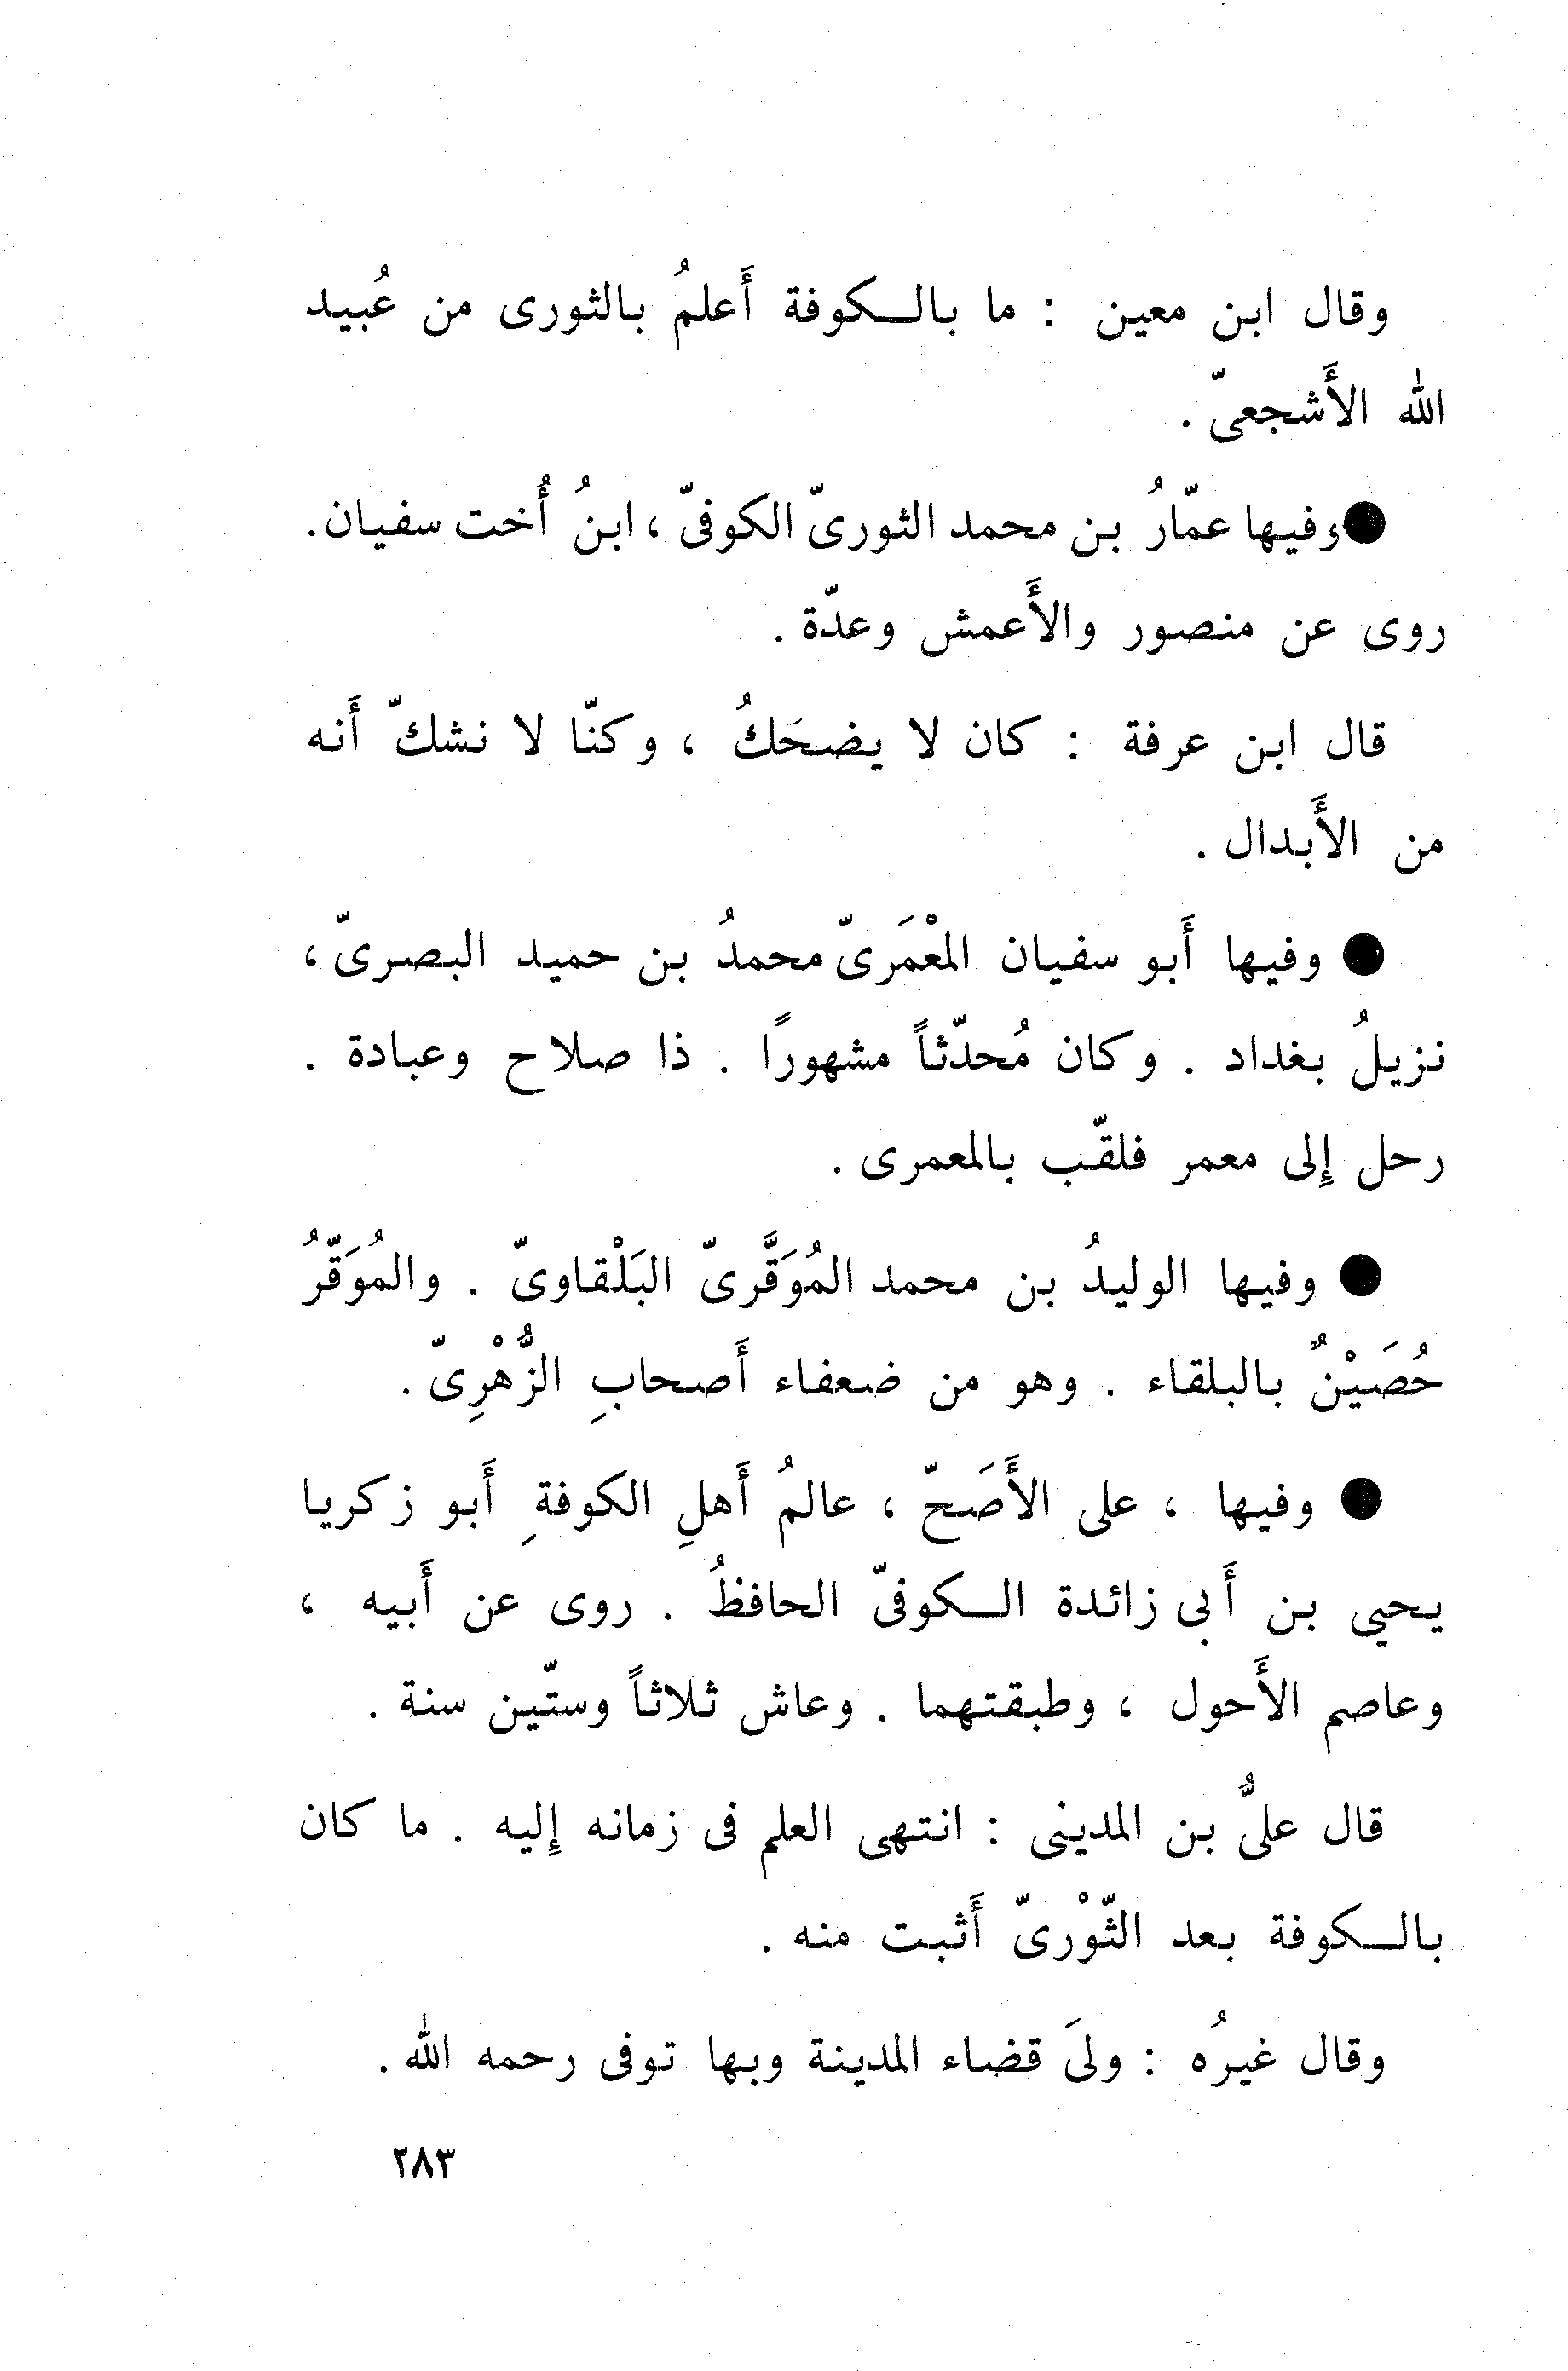 وقال ابن معين : ما بالكوفة أَعلمُ بالثورى من عُبيد
الله الأَشجعىّ .
● وفيها عمّارُ بن محمد الثورىّ الكوفىّ ، ابنُ أُخت سفيان .
روى عن منصور والأَعمش وعدّة .
قال ابن عرفة : كان لا يضحَكُ ، وكنّا لا نشكّ أَنه
من الأَبدال .
● وفيها أَبو سفيان المعْمَرىّ محمدُ بن حميد البصرىّ ،
نزيلُ بغداد . وكان مُحدّثاً مشهورًا . ذا صلاح وعبادة .
رحل إِلى معمر فلقّب بالمعمرى .
● وفيها الوليدُ بن محمد المُوَقَّرىّ البَلْقاوىّ . والمُوَقّرُ
حُصَيْنٌ بالبلقاء . وهو من ضعفاء أَصحابِ الزُّهْرِىّ .
● وفيها ، على الأَصَحّ ، عالمُ أَهلِ الكوفةِ أَبو زكريا
يحيى بن أَبى زائدة الكوفىّ الحافظُ . روى عن أَبيه ،
وعاصم الأَحول ، وطبقتهما . وعاش ثلاثاً وستّين سنة .
قال علىُّ بن المدينى : انتهى العلم فى زمانه إِليه . ما كان
بالكوفة بعد الثّوْرىّ أَثبت منه .
وقال غيرُه : ولىَ قضاء المدينة وبها توفى رحمه الله .
٢٨٣